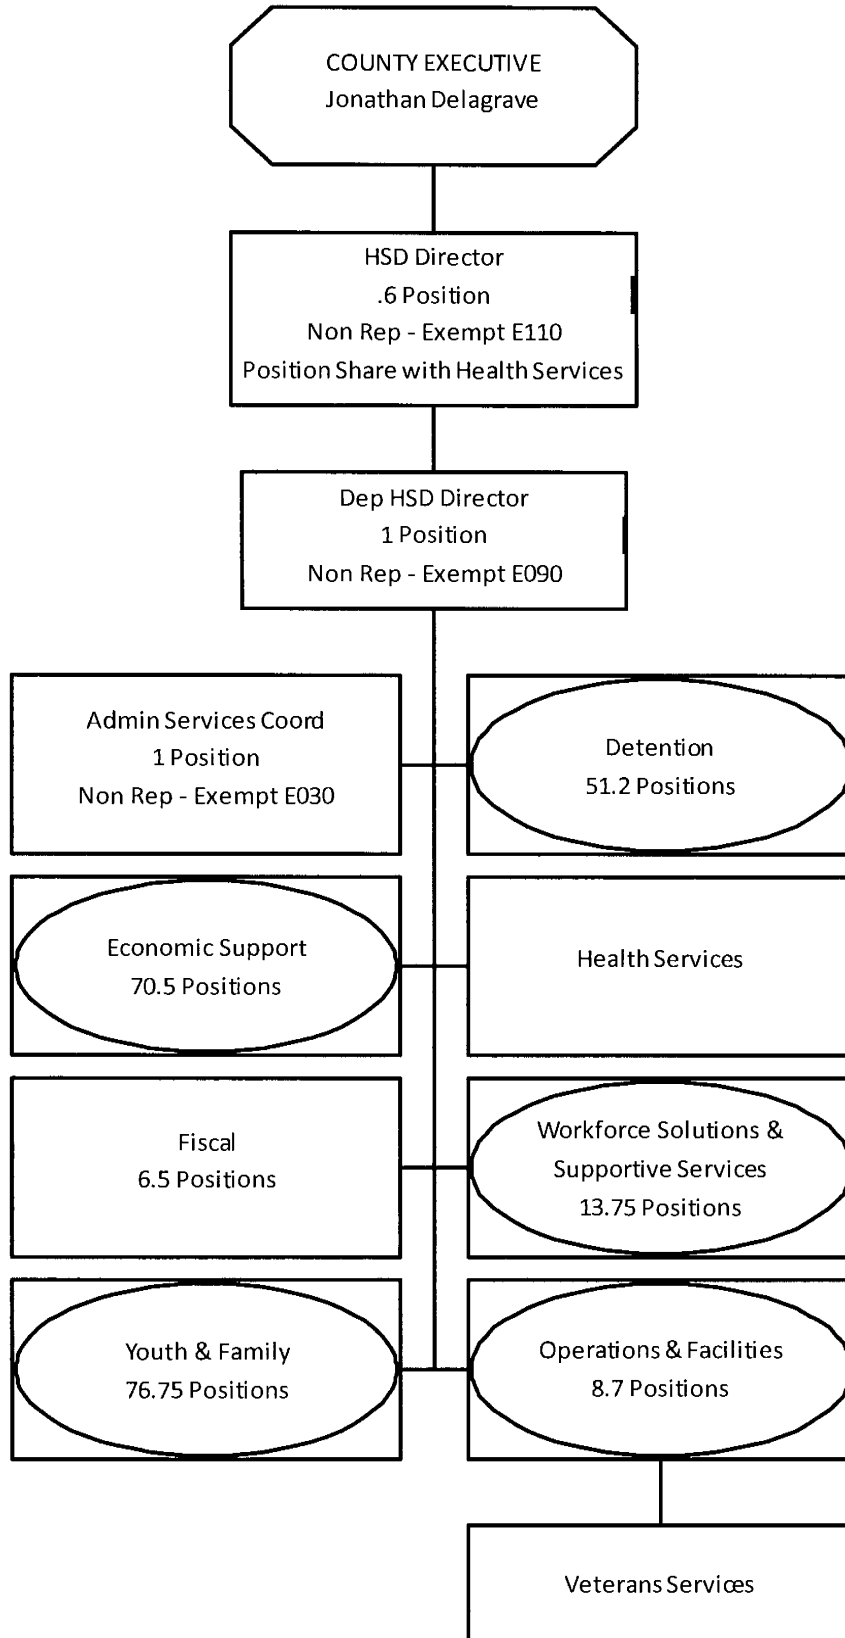 COUNTY EXECUTIVE
Jonathan Delagrave
HSD Director
.6 Position
Non Rep - Exempt E110
Position Share with Health Services
Dep HSD Director
1 Position
Non Rep - Exempt E090
Admin Services Coord
1 Position
Non Rep - Exempt E030
Detention
51.2 Positions
Economic Support
70.5 Positions
Health Services
Fiscal
6.5 Positions
Workforce Solutions &
Supportive Services
13.75 Positions
Youth & Family
76.75 Positions
Operations & Facilities
8.7 Positions
Veterans Services